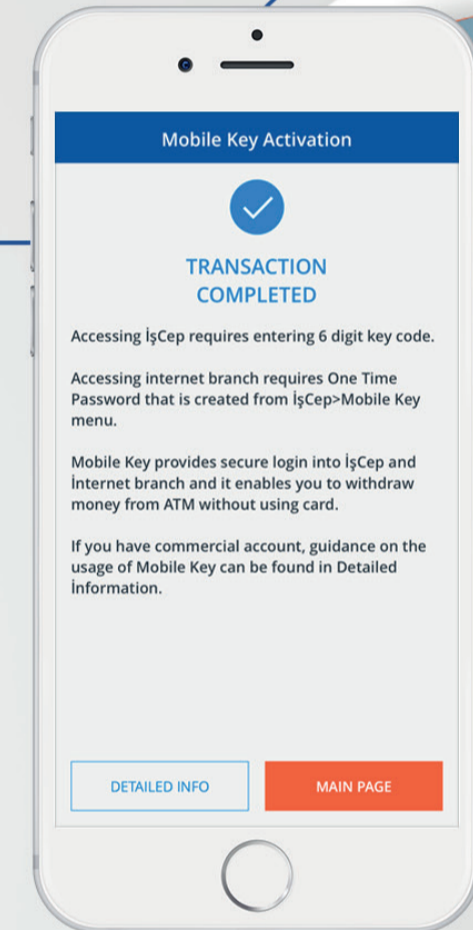 Mobile Key Activation
TRANSACTION
COMPLETED
Accessing İşCep requires entering 6 digit key code.
Accessing internet branch requires One Time
Password that is created from İşCep>Mobile Key
menu.
Mobile Key provides secure login into İşCep and
İnternet branch and it enables you to withdraw
money from ATM without using card.
If you have commercial account, guidance on the
usage of Mobile Key can be found in Detailed
İnformation.
DETAILED INFO
MAIN PAGE